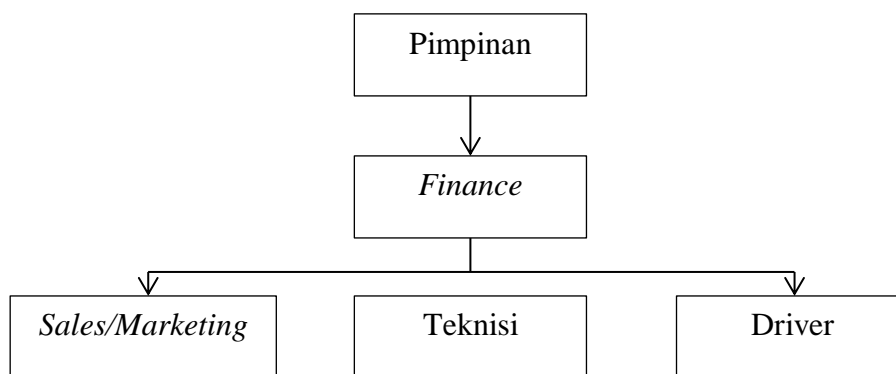 Pimpinan
Finance
Sales/Marketing
Teknisi
Driver